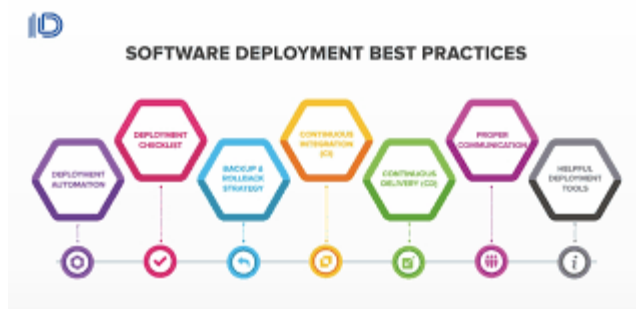 ID
SOFTWARE DEPLOYMENT BEST PRACTICES
DEPLOYMENT
AUTOMATION
DEPLOYMENT
CHECKLIST
BACKUP &
ROLLBACK
STRATEGY
CONTINUOUS
INTEGRATION
(CI)
CONTINUOUS
DELIVERY (CD)
PROPER
COMMUNICATION
HELPFUL
DEPLOYMENT
TOOLS
i